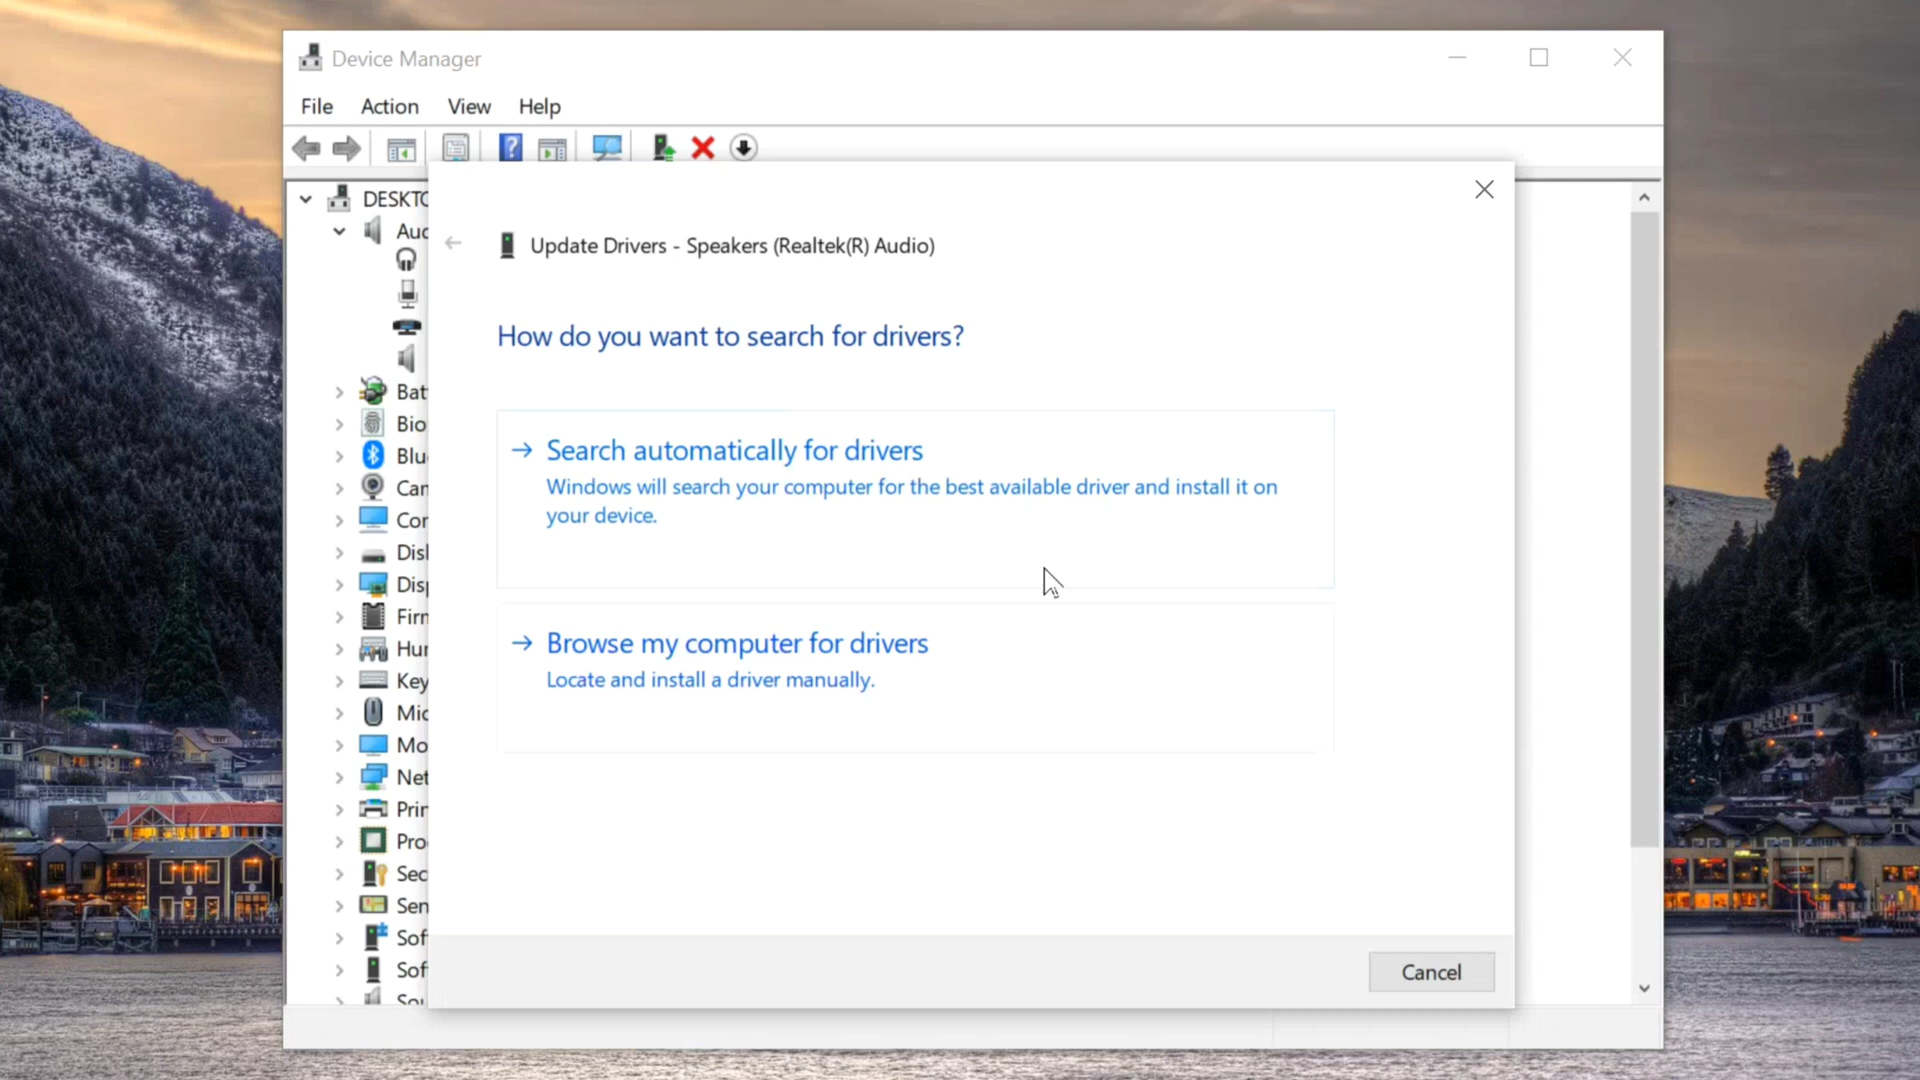 Device Manager
File Action View Help
DESKTO
Aud
Update Drivers - Speakers (Realtek(R) Audio)
How do you want to search for drivers?
Search automatically for drivers
Windows will search your computer for the best available driver and install it on
your device.
Browse my computer for drivers
Locate and install a driver manually.
Bat
Bio
Blu
Can
Cor
Disl
Disp
Firn
Hur
Key
Mic
Mo
Net
Prin
Pro
Sec
Sen
Sof
Sof
Sou
Cancel